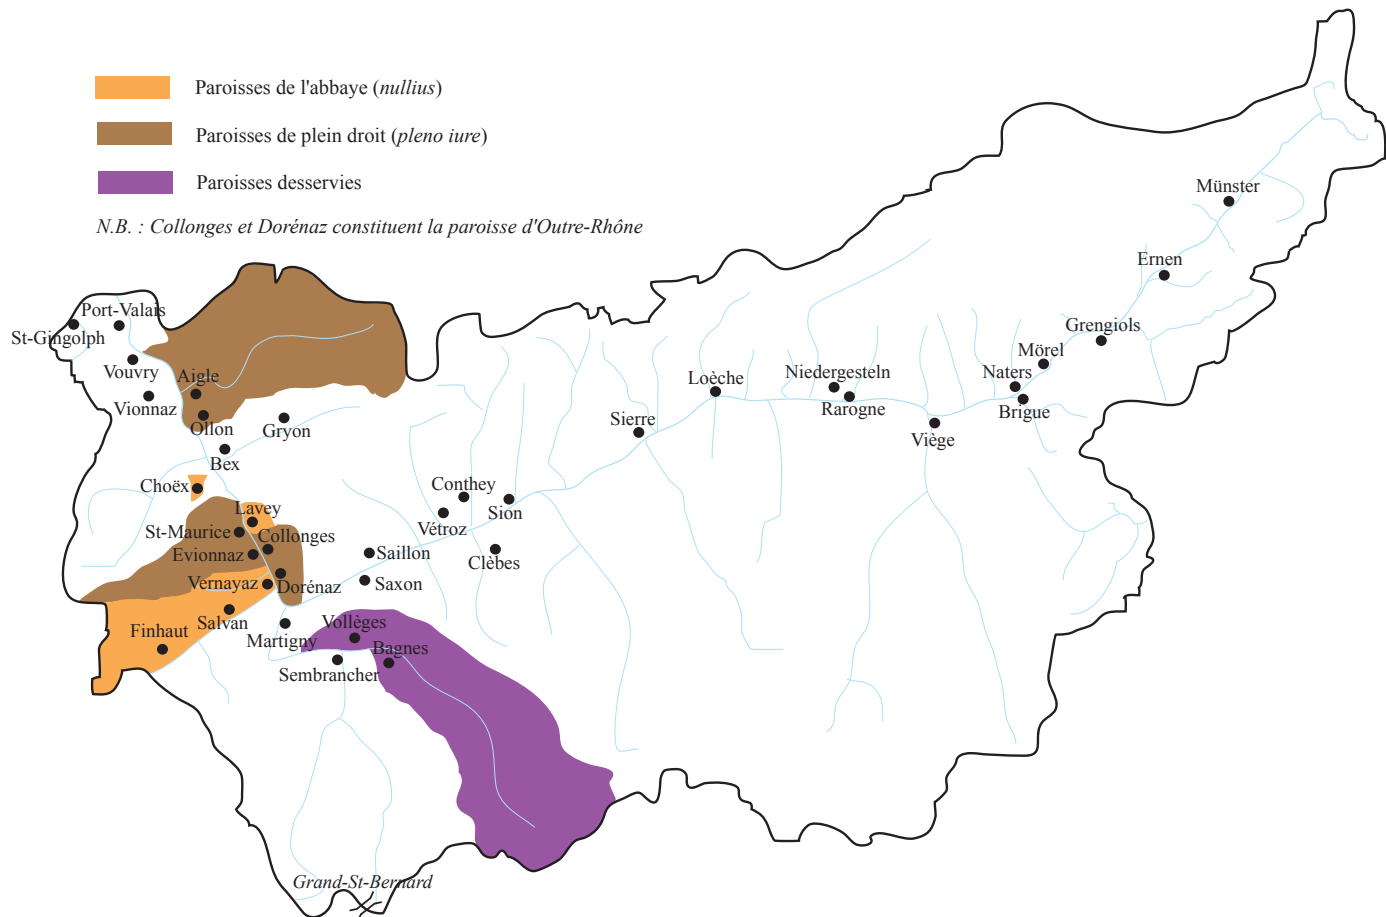 Paroisses de l'abbaye (nullius)
Paroisses de plein droit (pleno iure)
Paroisses desservies
N.B. : Collonges et Dorénaz constituent la paroisse d'Outre-Rhône
Münster
Ernen
Grengiols
Mörel
Naters
Brigue
Viège
Niedergesteln
Rarogne
Loèche
Sierre
Port-Valais
St-Gingolph
Vouvry
Vionnaz
Aigle
Ollon
Gryon
Bex
Choëx
Lavey
St-Maurice
Collonges
Evionnaz
Vernayaz
Dorénaz
Salvan
Finhaut
Martigny
Conthey
Vétroz
Sion
Clèbes
Saillon
Saxon
Vollèges
Bagnes
Sembrancher
Grand-St-Bernard